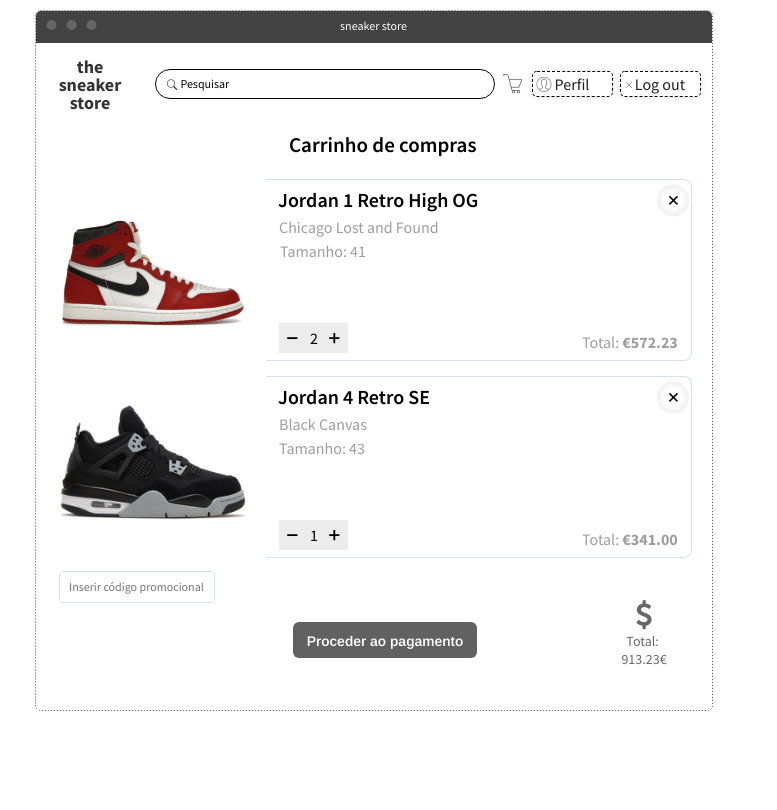 sneaker store
the
sneaker
store
Pesquisar
Perfil
Log out
Carrinho de compras
Jordan 1 Retro High OG
Chicago Lost and Found
Tamanho: 41
2
Total: €572.23
Jordan 4 Retro SE
Black Canvas
Tamanho: 43
1
Total: €341.00
Inserir código promocional
Proceder ao pagamento
$
Total:
913.23€